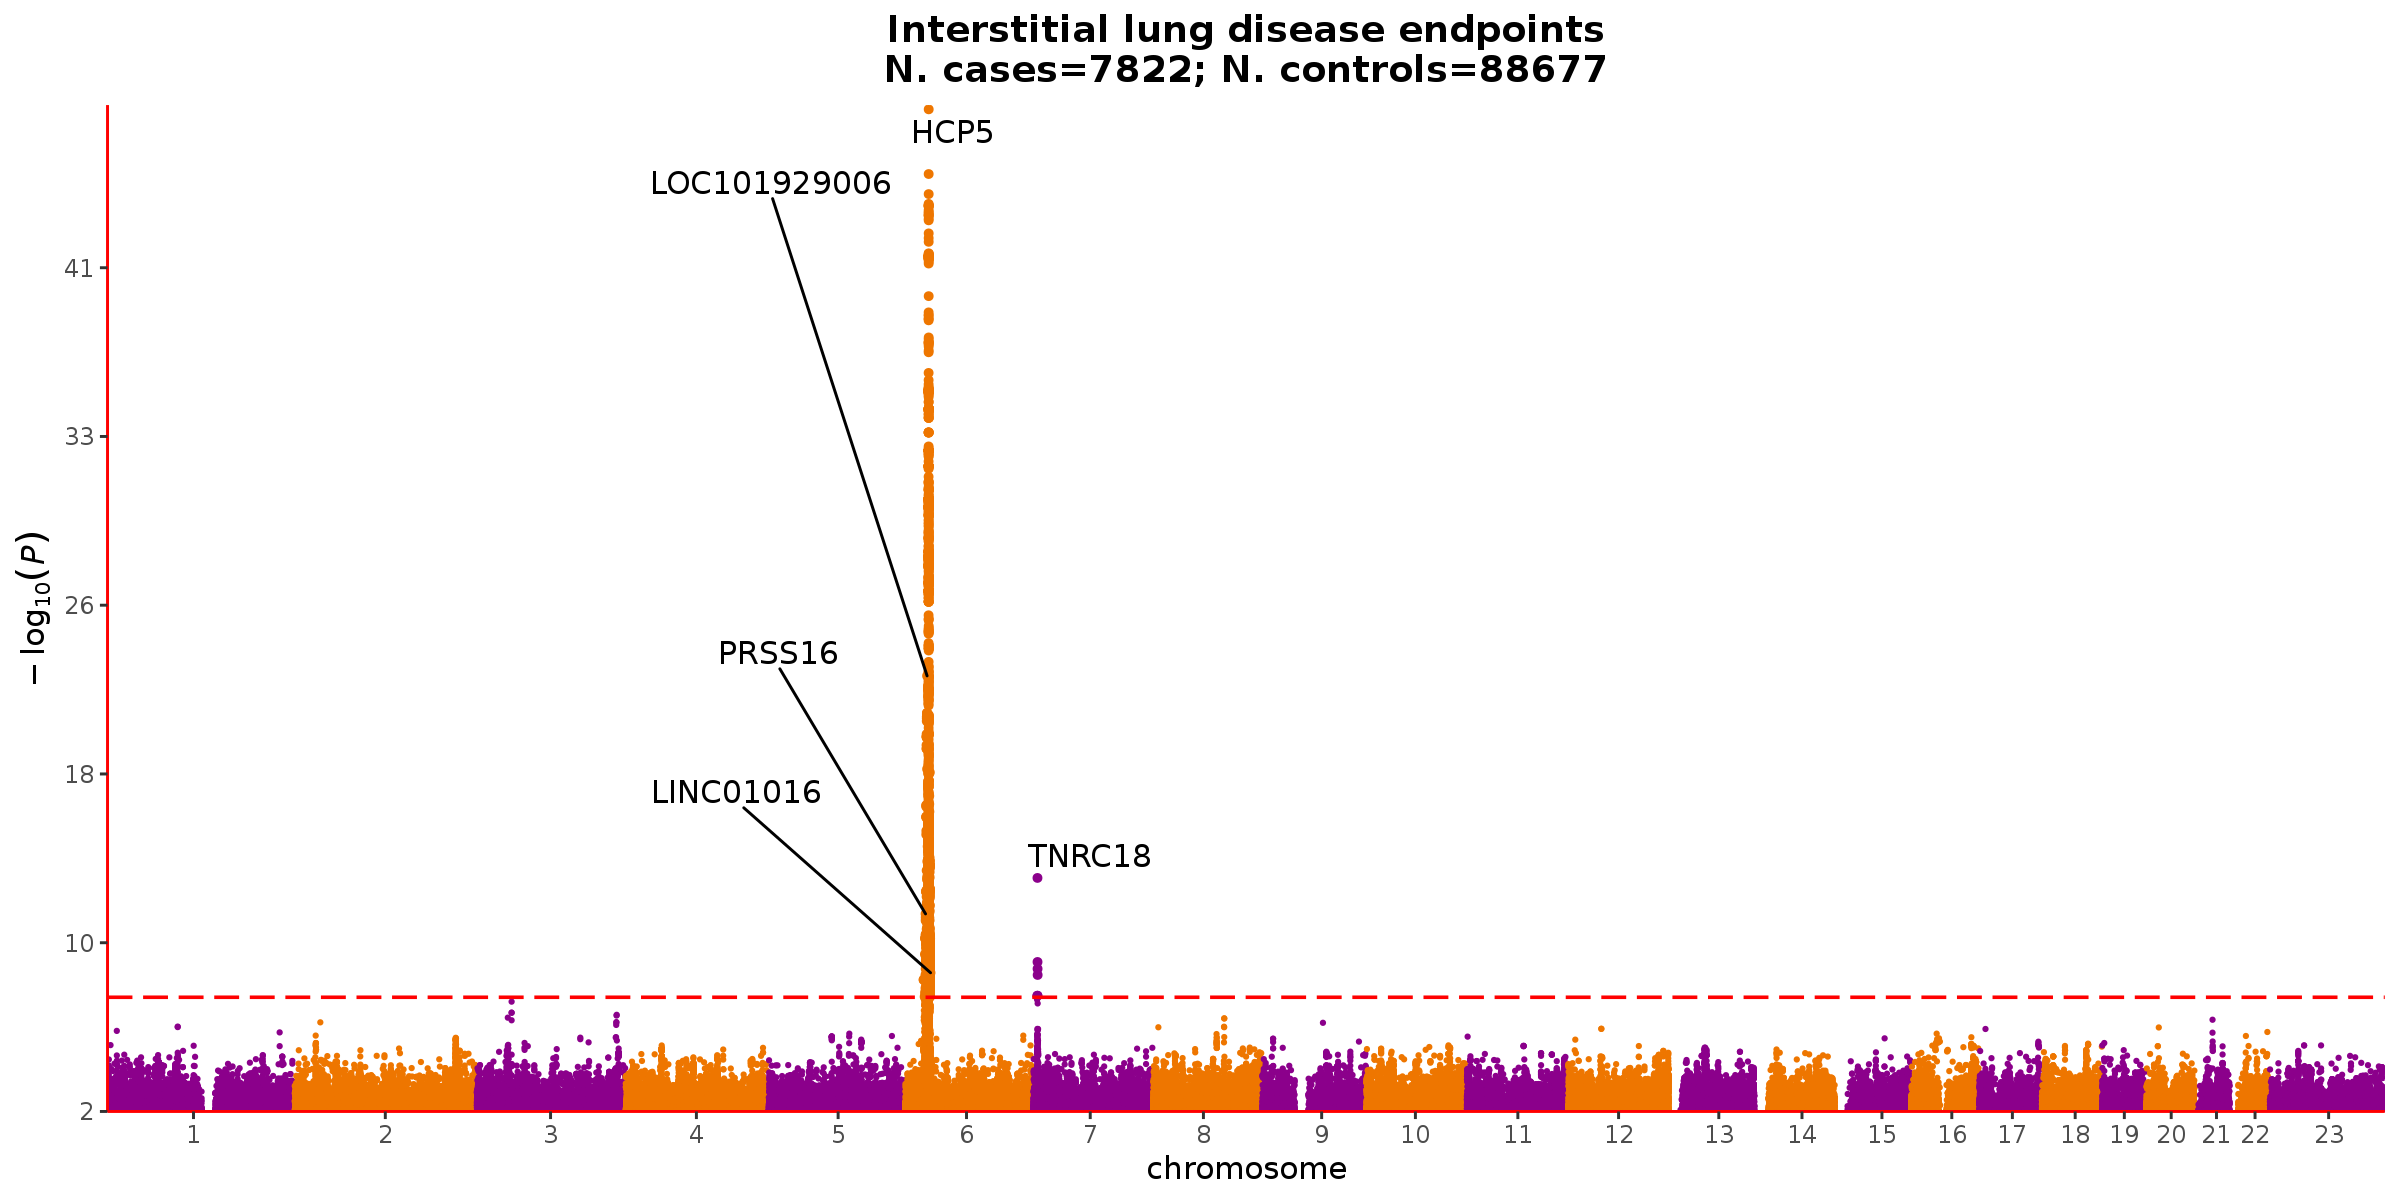 Interstitial lung disease endpoints
N. cases=7822; N. controls=88677
HCP5
LOC101929006
41
33
−log₁₀(P)
26
PRSS16
18
LINC01016
TNRC18
10
2
1 2 3 4 5 6 7 8 9 10 11 12 13 14 15 16 17 18 19 20 21 22 23
chromosome